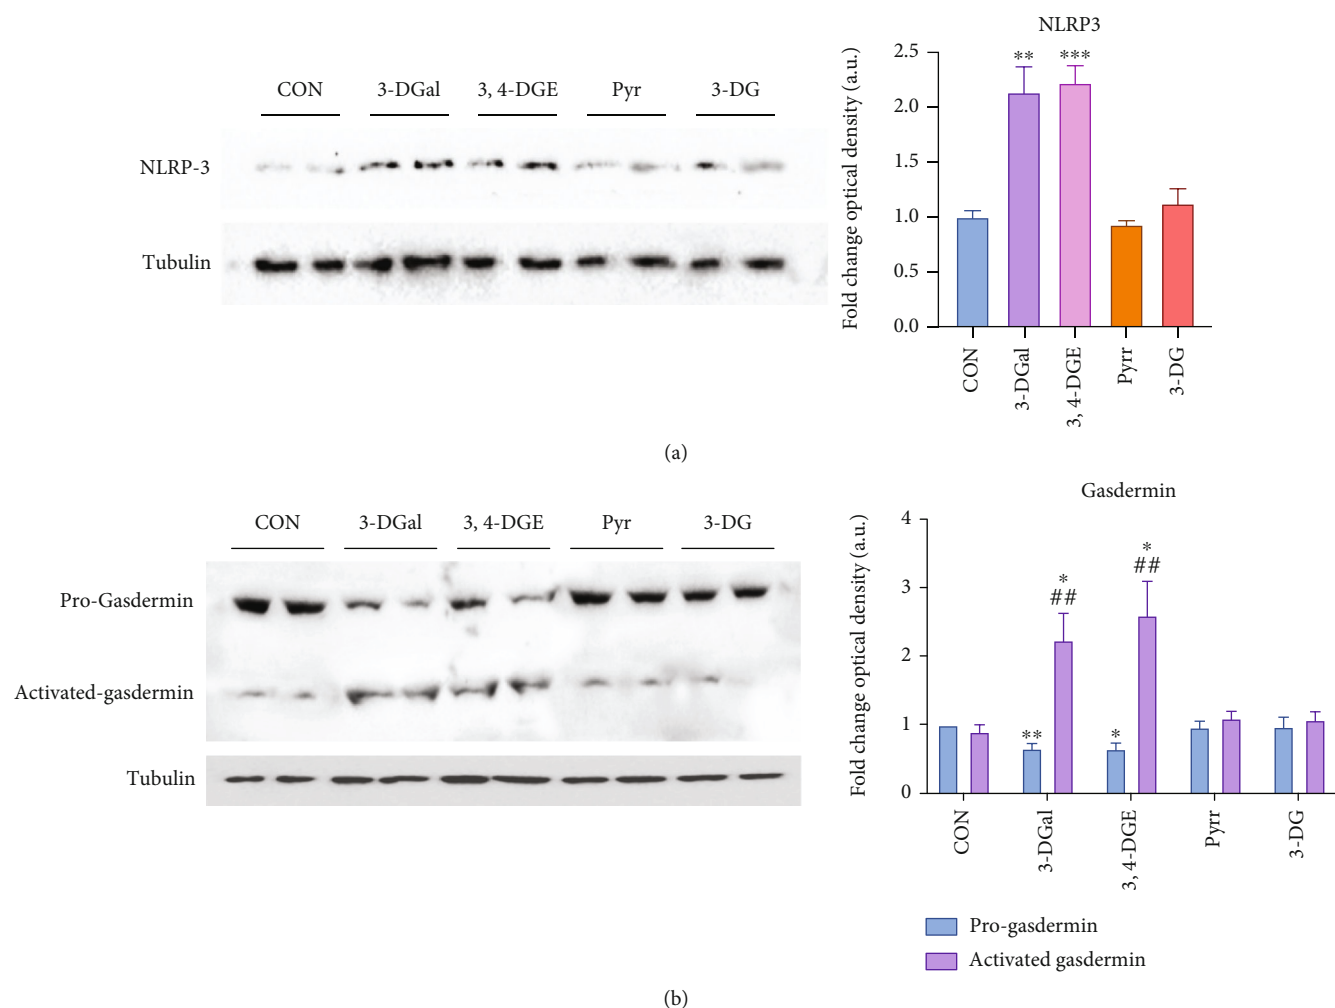 CON 3-DGal 3, 4-DGE Pyr 3-DG
NLRP-3
Tubulin
NLRP3
Fold change optical density (a.u.)
2.5
2.0
1.5
1.0
0.5
0.0
** ***
CON 3-DGal 3, 4-DGE Pyrr 3-DG
(a)
CON 3-DGal 3, 4-DGE Pyr 3-DG
Pro-Gasdermin
Activated-gasdermin
Tubulin
Gasdermin
Fold change optical density (a.u.)
4
3
2
1
0
** *
## *
*
##
CON 3-DGal 3, 4-DGE Pyrr 3-DG
Pro-gasdermin
Activated gasdermin
(b)